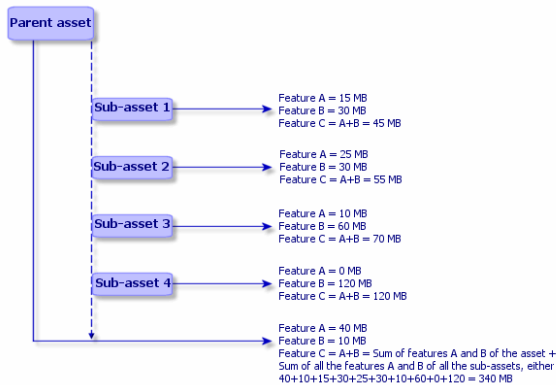 Parent asset
Sub-asset 1
Feature A = 15 MB
Feature B = 30 MB
Feature C = A+B = 45 MB
Sub-asset 2
Feature A = 25 MB
Feature B = 30 MB
Feature C = A+B = 55 MB
Sub-asset 3
Feature A = 10 MB
Feature B = 60 MB
Feature C = A+B = 70 MB
Sub-asset 4
Feature A = 0 MB
Feature B = 120 MB
Feature C = A+B = 120 MB
Feature A = 40 MB
Feature B = 10 MB
Feature C = A+B = Sum of features A and B of the asset +
Sum of all the features A and B of all the sub-assets, either
40+10+15+30+25+30+10+60+0+120 = 340 MB